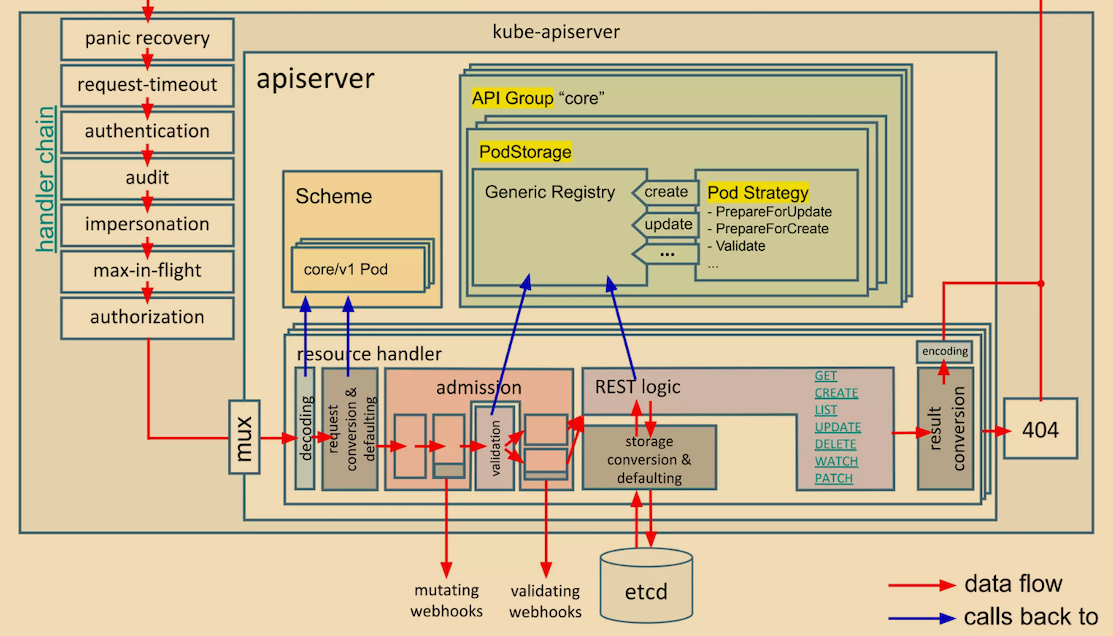 kube-apiserver
panic recovery
request-timeout
authentication
audit
impersonation
max-in-flight
authorization
handler chain
apiserver
API Group “core”
PodStorage
Generic Registry
create
update
...
Pod Strategy
- PrepareForUpdate
- PrepareForCreate
- Validate
...
Scheme
core/v1 Pod
resource handler
mux
decoding
request
conversion &
defaulting
admission
validation
REST logic
storage
conversion &
defaulting
GET
CREATE
LIST
UPDATE
DELETE
WATCH
PATCH
encoding
result
conversion
404
mutating
webhooks
validating
webhooks
etcd
data flow
calls back to